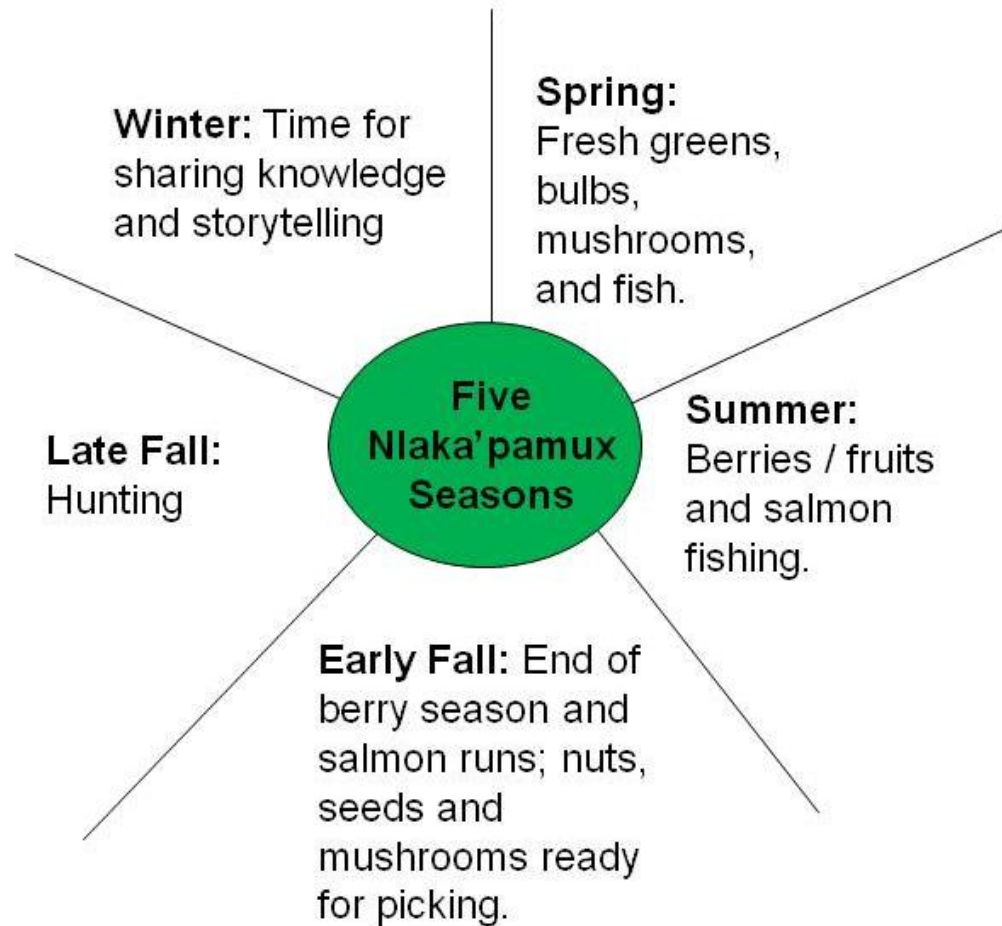 Five
Nlaka'pamux
Seasons
Spring:
Fresh greens,
bulbs,
mushrooms,
and fish.
Summer:
Berries / fruits
and salmon
fishing.
Early Fall: End of
berry season and
salmon runs; nuts,
seeds and
mushrooms ready
for picking.
Late Fall:
Hunting
Winter: Time for
sharing knowledge
and storytelling